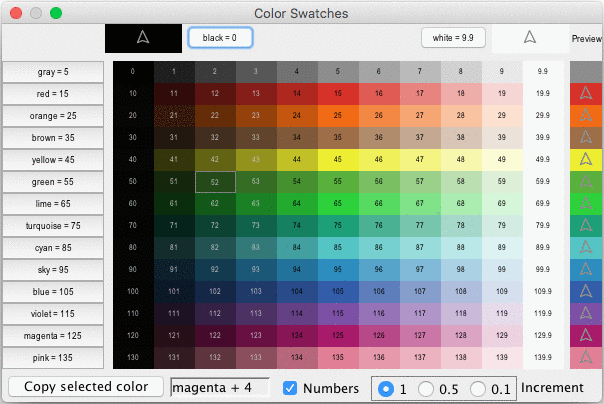 Color Swatches
black = 0 white = 9.9 Preview
gray = 5 0 1 2 3 4 5 6 7 8 9 9.9
red = 15 10 11 12 13 14 15 16 17 18 19 19.9
orange = 25 20 21 22 23 24 25 26 27 28 29 29.9
brown = 35 30 31 32 33 34 35 36 37 38 39 39.9
yellow = 45 40 41 42 43 44 45 46 47 48 49 49.9
green = 55 50 51 52 53 54 55 56 57 58 59 59.9
lime = 65 60 61 62 63 64 65 66 67 68 69 69.9
turquoise = 75 70 71 72 73 74 75 76 77 78 79 79.9
cyan = 85 80 81 82 83 84 85 86 87 88 89 89.9
sky = 95 90 91 92 93 94 95 96 97 98 99 99.9
blue = 105 100 101 102 103 104 105 106 107 108 109 109.9
violet = 115 110 111 112 113 114 115 116 117 118 119 119.9
magenta = 125 120 121 122 123 124 125 126 127 128 129 129.9
pink = 135 130 131 132 133 134 135 136 137 138 139 139.9
Copy selected color magenta + 4 Numbers 1 0.5 0.1 Increment